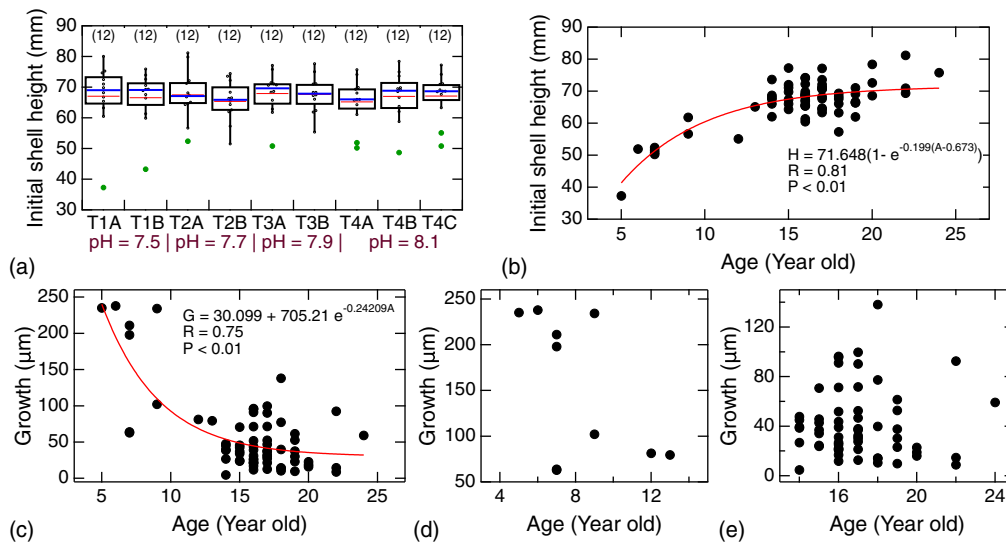 (12) (12) (12) (12) (12) (12) (12) (12) (12)
Initial shell height (mm)
90
80
70
60
50
40
30
T1A T1B T2A T2B T3A T3B T4A T4B T4C
pH = 7.5 | pH = 7.7 | pH = 7.9 | pH = 8.1
(a)
Initial shell height (mm)
90
80
70
60
50
40
30
H = 71.648(1- e-0.199(A-0.673))
R = 0.81
P < 0.01
5 10 15 20 25
Age (Year old)
(b)
Growth (µm)
250
200
150
100
50
0
G = 30.099 + 705.21 e-0.24209A
R = 0.75
P < 0.01
5 10 15 20 25
Age (Year old)
(c)
Growth (µm)
250
200
150
100
50
4 8 12
Age (Year old)
(d)
Growth (µm)
120
80
40
0
14 16 18 20 22 24
Age (Year old)
(e)